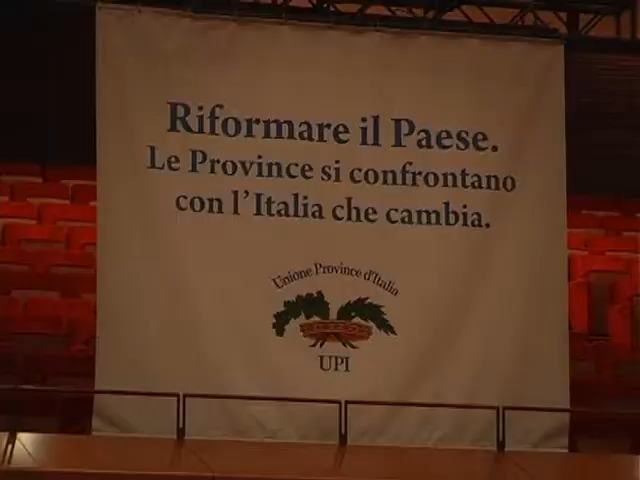 Riformare il Paese.
Le Province si confrontano
con l'Italia che cambia.
Unione Province d'Italia
UPI